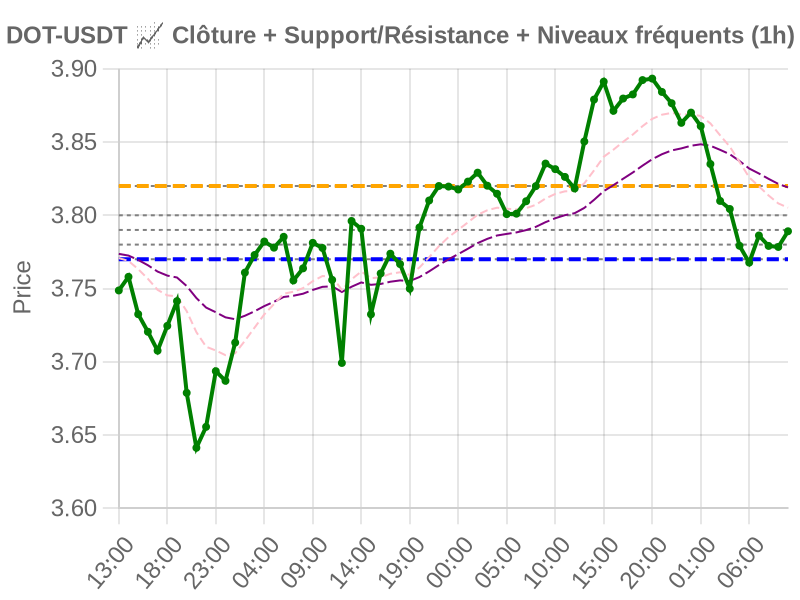 DOT-USDT 📈 Clôture + Support/Résistance + Niveaux fréquents (1h)
3.90
3.85
3.80
3.75
3.70
3.65
3.60
Price
13:00 18:00 23:00 04:00 09:00 14:00 19:00 00:00 05:00 10:00 15:00 20:00 01:00 06:00